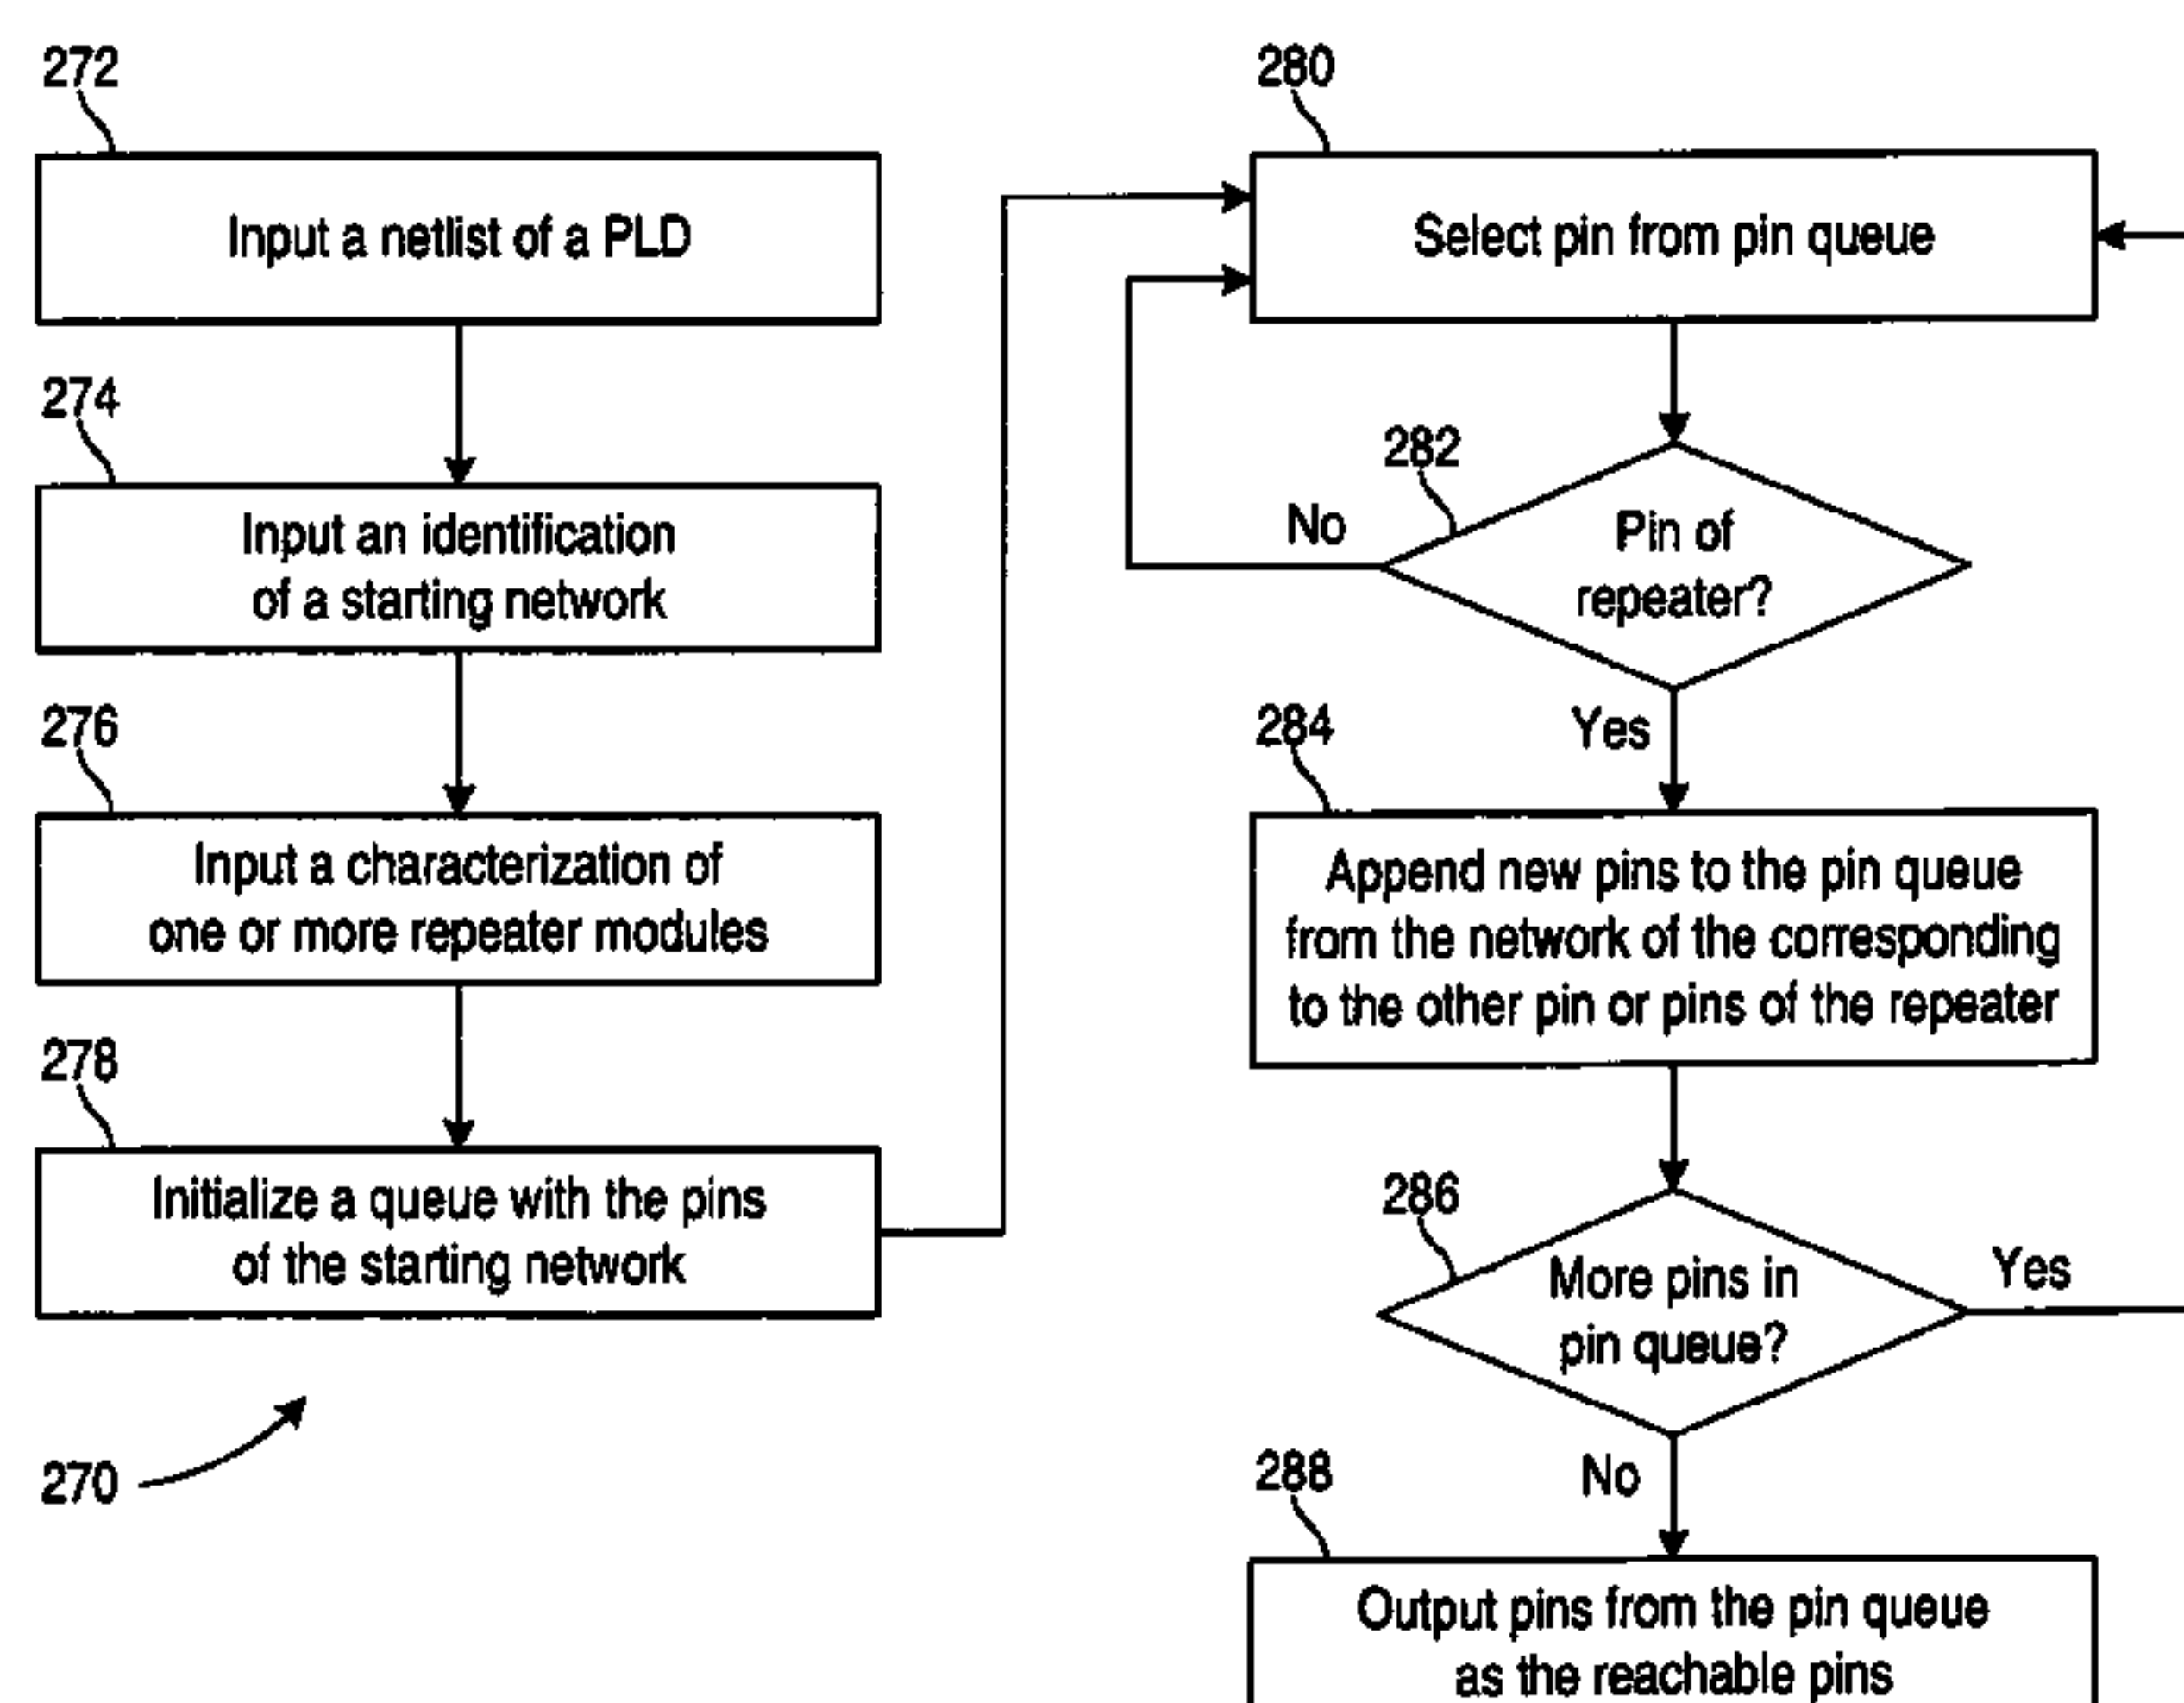 272
Input a netlist of a PLD
274
Input an identification
of a starting network
276
Input a characterization of
one or more repeater modules
278
Initialize a queue with the pins
of the starting network
270
280
Select pin from pin queue
282
No
Pin of
repeater?
Yes
284
Append new pins to the pin queue
from the network of the corresponding
to the other pin or pins of the repeater
286
More pins in
pin queue?
Yes
No
288
Output pins from the pin queue
as the reachable pins